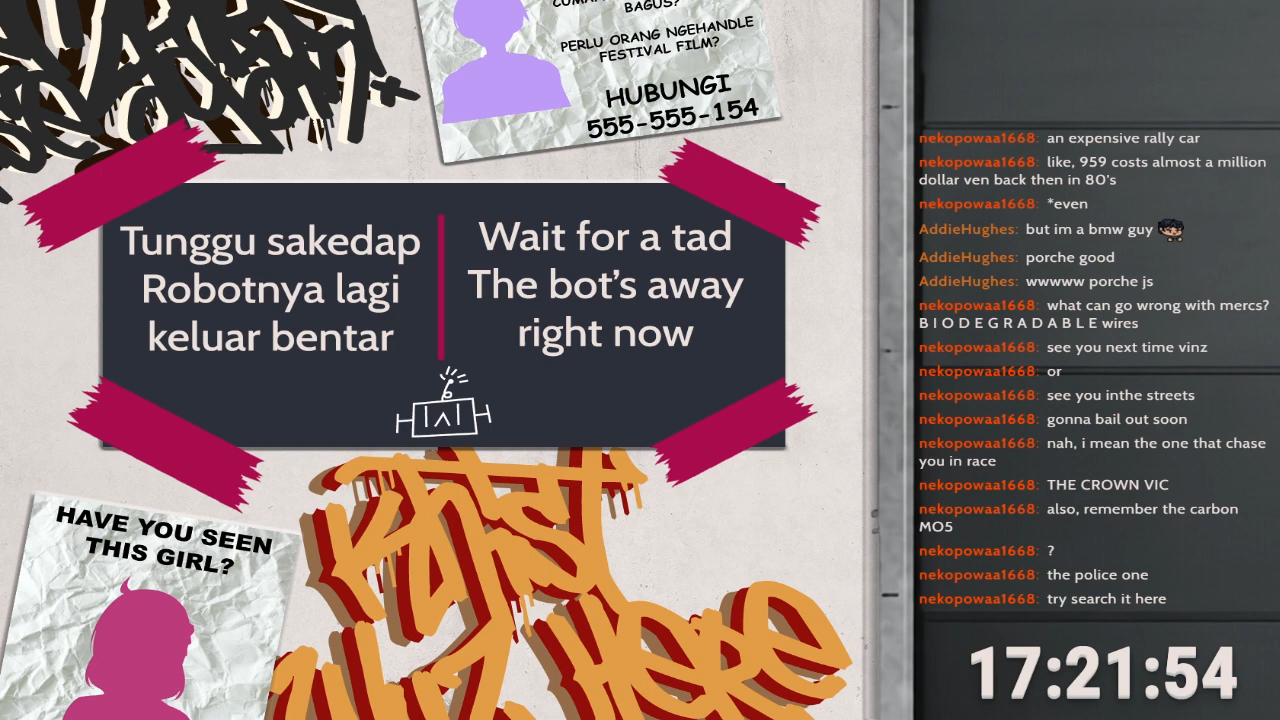 BAGUS?
PERLU ORANG NGEHANDLE
FESTIVAL FILM?
HUBUNGI
555-555-154
Tunggu sakedap
Robotnya lagi
keluar bentar
Wait for a tad
The bot's away
right now
HAVE YOU SEEN
THIS GIRL?
WUZ HERE
nekopowaa1668: an expensive rally car
nekopowaa1668: like, 959 costs almost a million
dollar ven back then in 80's
nekopowaa1668: *even
AddieHughes: but im a bmw guy
AddieHughes: porche good
AddieHughes: wwwww porche js
nekopowaa1668: what can go wrong with mercs?
B I O D E G R A D A B L E wires
nekopowaa1668: see you next time vinz
nekopowaa1668: or
nekopowaa1668: see you inthe streets
nekopowaa1668: gonna bail out soon
nekopowaa1668: nah, i mean the one that chase
you in race
nekopowaa1668: THE CROWN VIC
nekopowaa1668: also, remember the carbon
MO5
nekopowaa1668: ?
nekopowaa1668: the police one
nekopowaa1668: try search it here
17:21:54